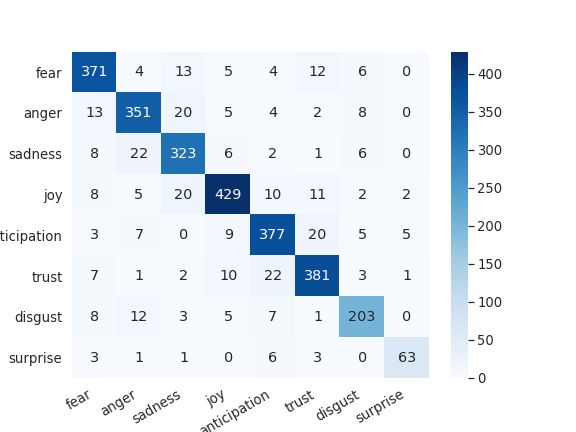 fear 371 4 13 5 4 12 6 0
anger 13 351 20 5 4 2 8 0
sadness 8 22 323 6 2 1 6 0
joy 8 5 20 429 10 11 2 2
ticipation 3 7 0 9 377 20 5 5
trust 7 1 2 10 22 381 3 1
disgust 8 12 3 5 7 1 203 0
surprise 3 1 1 0 6 3 0 63
fear anger sadness joy anticipation trust disgust surprise
400
350
300
250
200
150
100
50
0